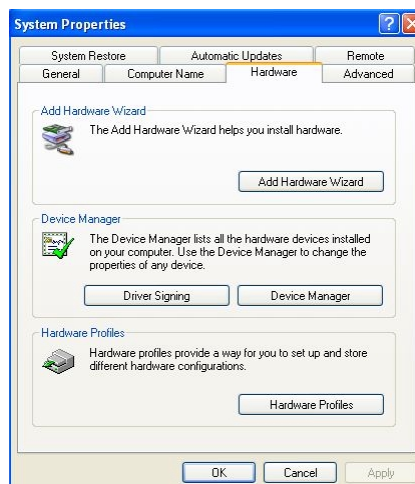 System Properties
System Restore Automatic Updates Remote
General Computer Name Hardware Advanced
Add Hardware Wizard
The Add Hardware Wizard helps you install hardware.
Add Hardware Wizard
Device Manager
The Device Manager lists all the hardware devices installed
on your computer. Use the Device Manager to change the
properties of any device.
Driver Signing Device Manager
Hardware Profiles
Hardware profiles provide a way for you to set up and store
different hardware configurations.
Hardware Profiles
OK Cancel Apply